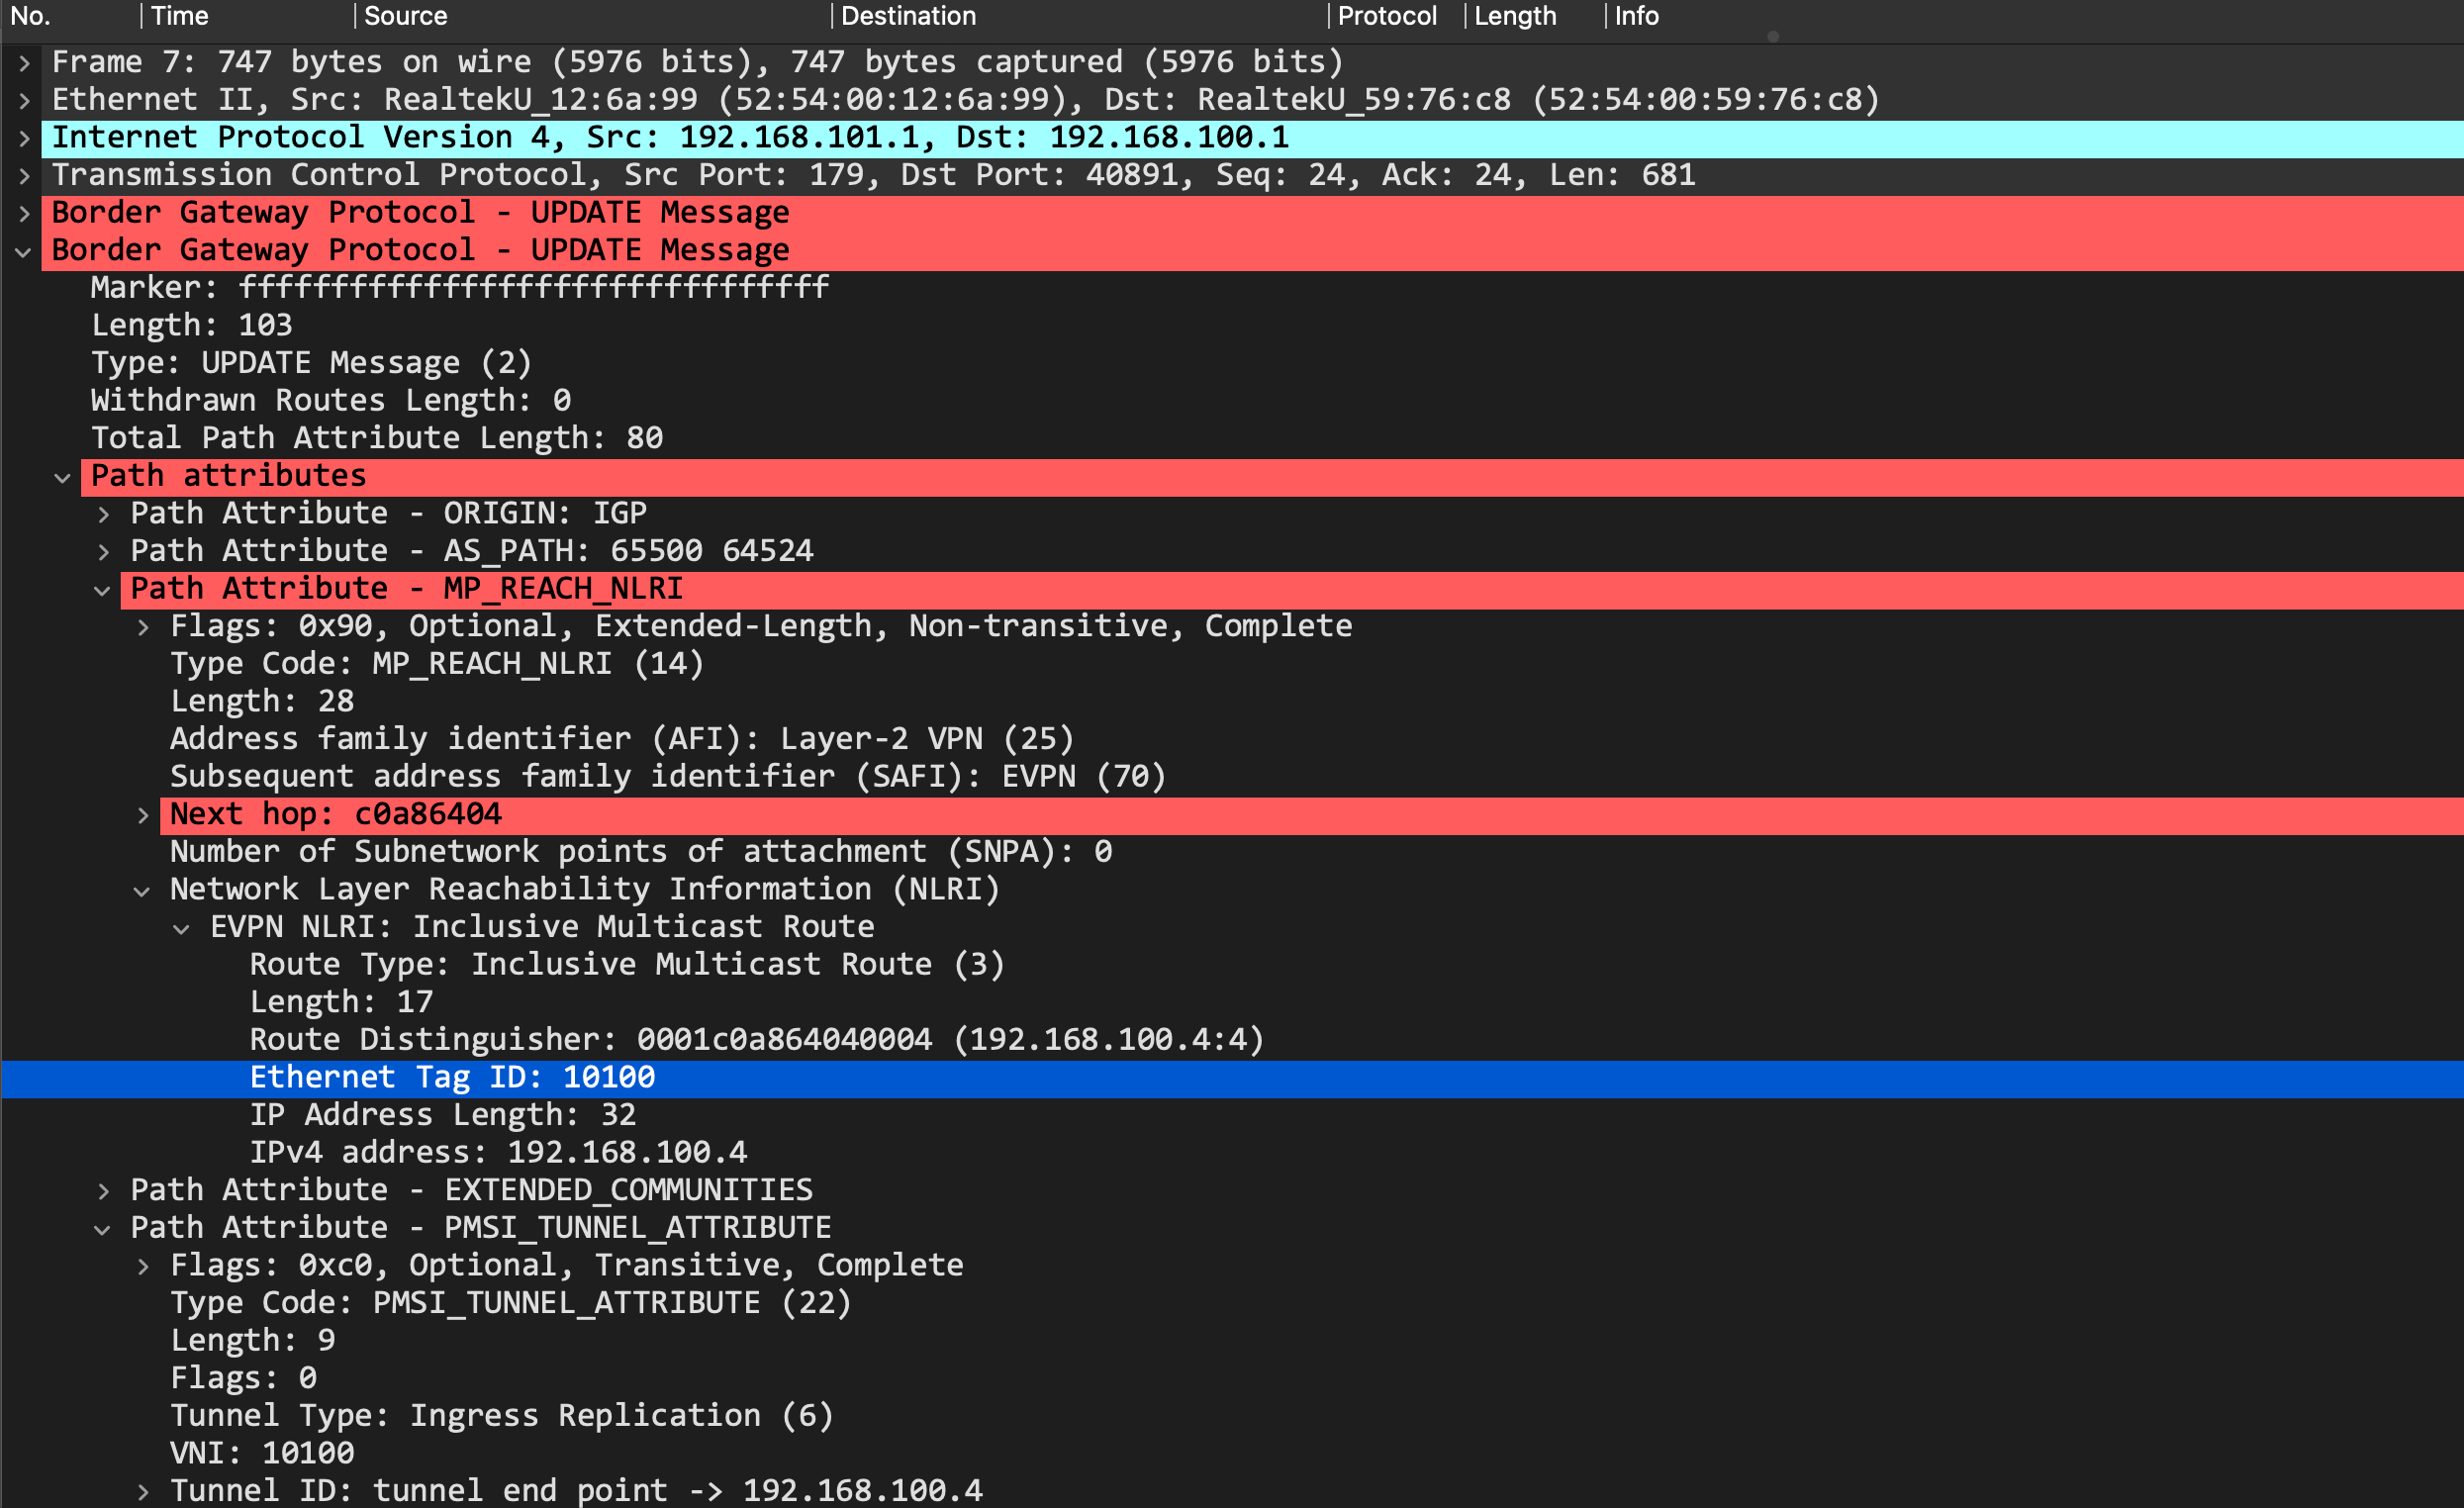 No. Time Source Destination Protocol Length Info
Frame 7: 747 bytes on wire (5976 bits), 747 bytes captured (5976 bits)
Ethernet II, Src: RealtekU_12:6a:99 (52:54:00:12:6a:99), Dst: RealtekU_59:76:c8 (52:54:00:59:76:c8)
Internet Protocol Version 4, Src: 192.168.101.1, Dst: 192.168.100.1
Transmission Control Protocol, Src Port: 179, Dst Port: 40891, Seq: 24, Ack: 24, Len: 681
Border Gateway Protocol - UPDATE Message
Border Gateway Protocol - UPDATE Message
Marker: ffffffffffffffffffffffffffffffff
Length: 103
Type: UPDATE Message (2)
Withdrawn Routes Length: 0
Total Path Attribute Length: 80
Path attributes
Path Attribute - ORIGIN: IGP
Path Attribute - AS_PATH: 65500 64524
Path Attribute - MP_REACH_NLRI
Flags: 0x90, Optional, Extended-Length, Non-transitive, Complete
Type Code: MP_REACH_NLRI (14)
Length: 28
Address family identifier (AFI): Layer-2 VPN (25)
Subsequent address family identifier (SAFI): EVPN (70)
Next hop: c0a86404
Number of Subnetwork points of attachment (SNPA): 0
Network Layer Reachability Information (NLRI)
EVPN NLRI: Inclusive Multicast Route
Route Type: Inclusive Multicast Route (3)
Length: 17
Route Distinguisher: 0001c0a864040004 (192.168.100.4:4)
Ethernet Tag ID: 10100
IP Address Length: 32
IPv4 address: 192.168.100.4
Path Attribute - EXTENDED_COMMUNITIES
Path Attribute - PMSI_TUNNEL_ATTRIBUTE
Flags: 0xc0, Optional, Transitive, Complete
Type Code: PMSI_TUNNEL_ATTRIBUTE (22)
Length: 9
Flags: 0
Tunnel Type: Ingress Replication (6)
VNI: 10100
Tunnel ID: tunnel end point -> 192.168.100.4